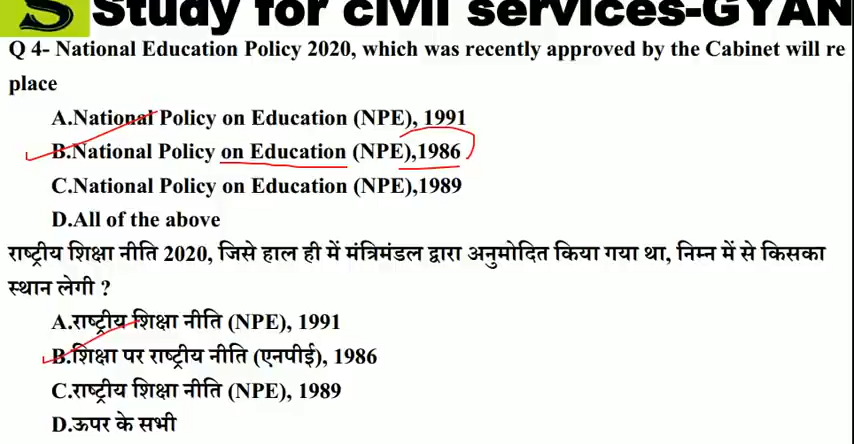 S Study for civil services-GYAN
Q 4- National Education Policy 2020, which was recently approved by the Cabinet will re
place
A.National Policy on Education (NPE), 1991
B.National Policy on Education (NPE),1986
C.National Policy on Education (NPE),1989
D.All of the above
राष्ट्रीय शिक्षा नीति 2020, जिसे हाल ही में मंत्रिमंडल द्वारा अनुमोदित किया गया था, निम्न में से किसका
स्थान लेगी ?
A.राष्ट्रीय शिक्षा नीति (NPE), 1991
B.शिक्षा पर राष्ट्रीय नीति (एनपीई), 1986
C.राष्ट्रीय शिक्षा नीति (NPE), 1989
D.ऊपर के सभी